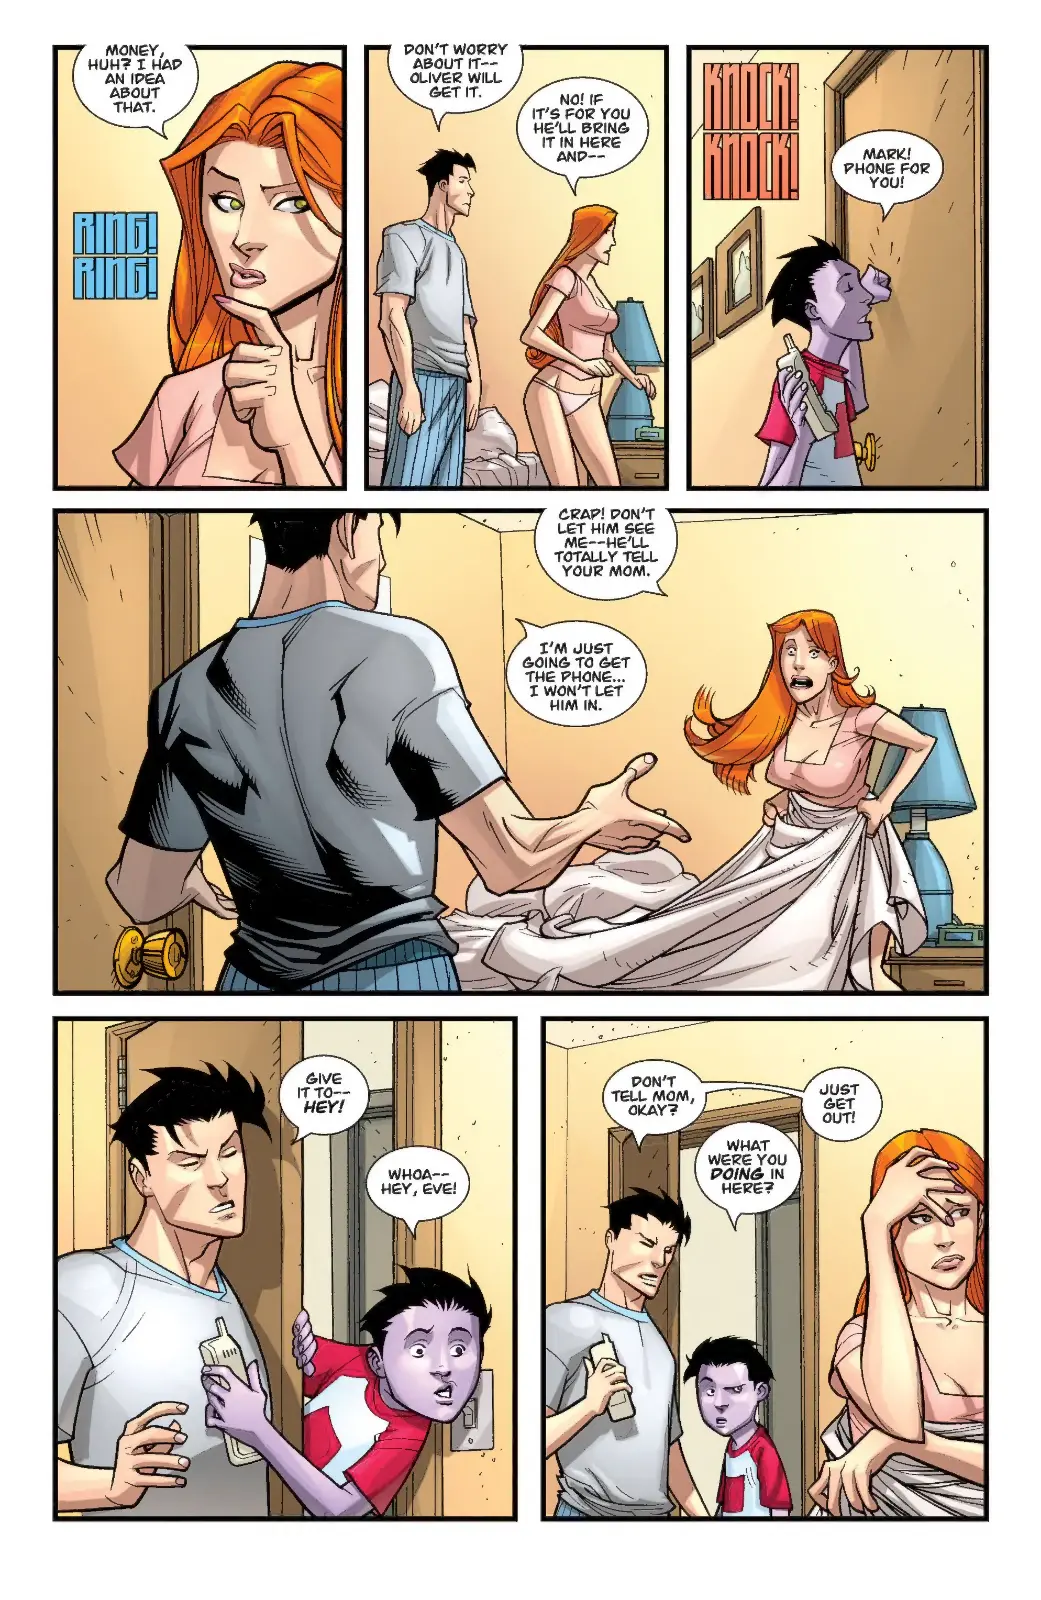 MONEY,
HUH? I HAD
AN IDEA
ABOUT
THAT.
RING!
RING!
DON'T WORRY
ABOUT IT--
OLIVER WILL
GET IT.
NO! IF
IT'S FOR YOU
HE'LL BRING
IT IN HERE
AND--
KNOCK!
KNOCK!
MARK!
PHONE FOR
YOU!
CRAP! DON'T
LET HIM SEE
ME--HE'LL
TOTALLY TELL
YOUR MOM.
I'M JUST
GOING TO GET
THE PHONE...
I WON'T LET
HIM IN.
GIVE
IT TO--
HEY!
WHOA--
HEY, EVE!
DON'T
TELL MOM,
OKAY?
WHAT
WERE YOU
DOING IN
HERE?
JUST
GET
OUT!